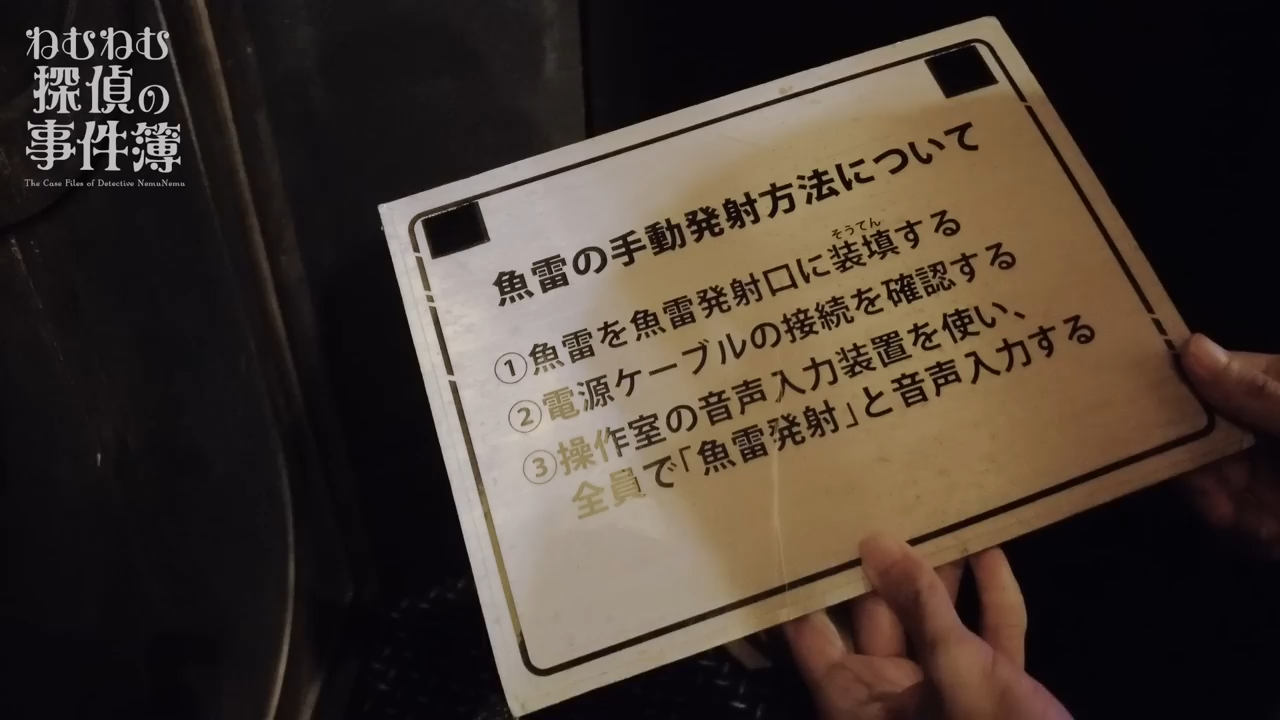 ねむねむ
探偵の
事件簿
The Case Files of Detective NemuNemu
魚雷の手動発射方法について
そうてん
①魚雷を魚雷発射口に装填する
②電源ケーブルの接続を確認する
③操作室の音声入力装置を使い、
全員で「魚雷発射」と音声入力する